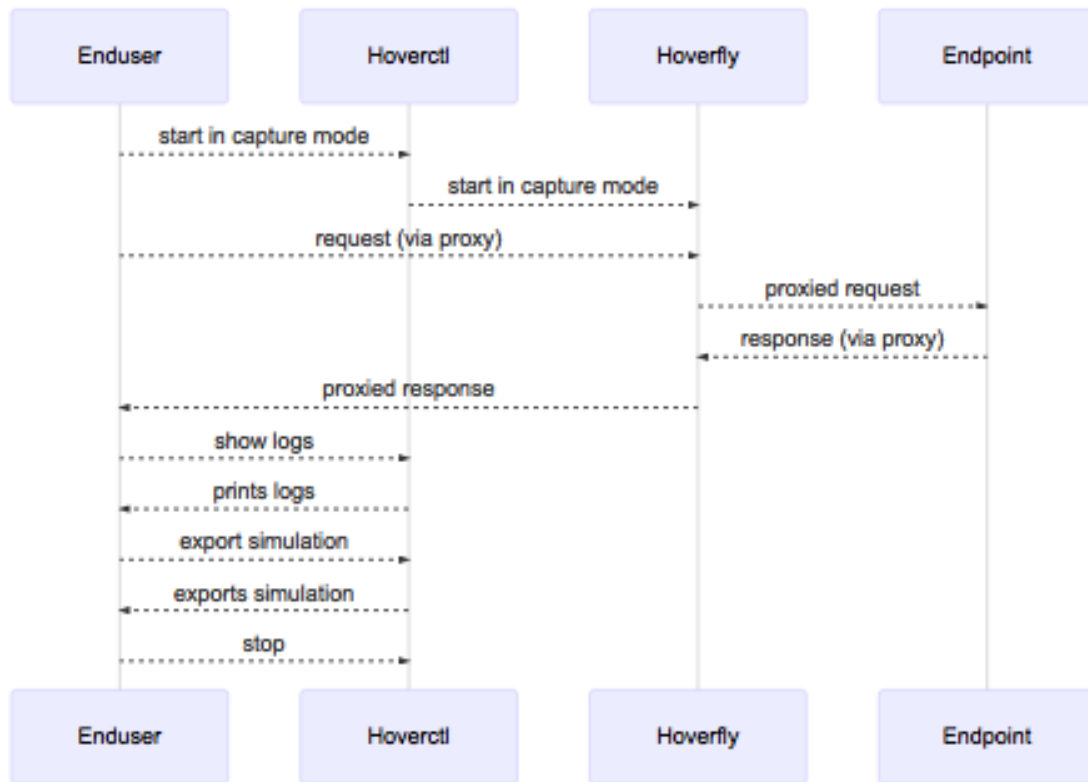 Enduser
Hoverctl
Hoverfly
Endpoint
start in capture mode
start in capture mode
request (via proxy)
proxied request
response (via proxy)
proxied response
show logs
prints logs
export simulation
exports simulation
stop
Enduser
Hoverctl
Hoverfly
Endpoint